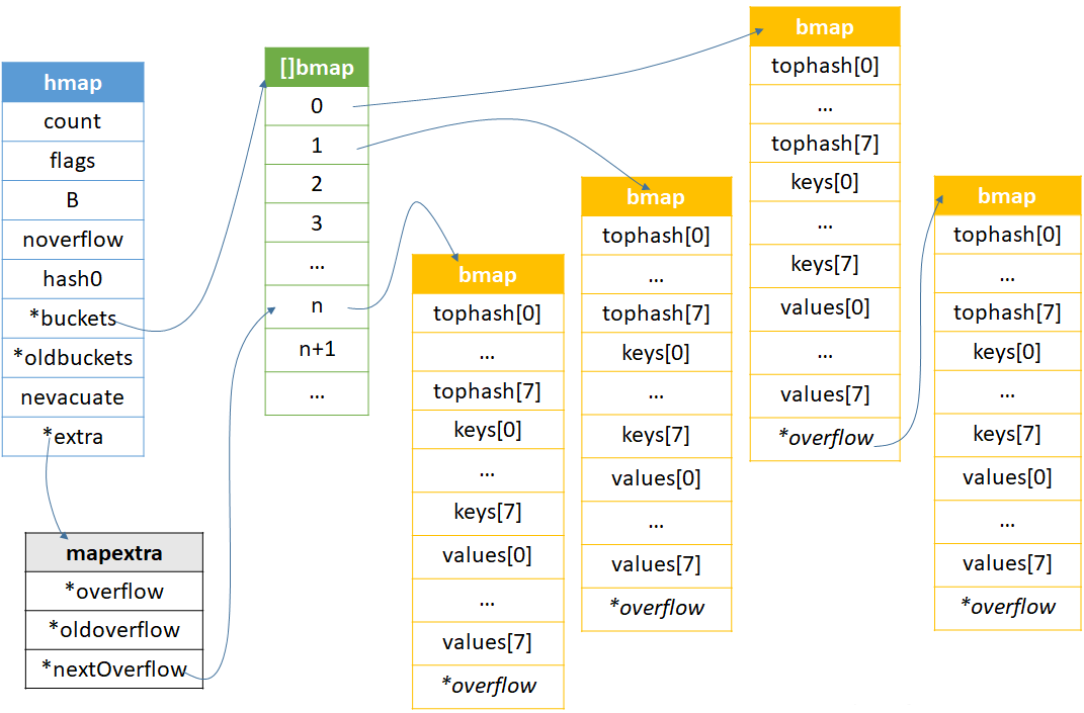 hmap
count
flags
B
noverflow
hash0
*buckets
*oldbuckets
nevacuate
*extra
mapextra
*overflow
*oldoverflow
*nextOverflow
[]bmap
0
1
2
3
...
n
n+1
...
bmap
tophash[0]
...
tophash[7]
keys[0]
...
keys[7]
values[0]
...
values[7]
*overflow
bmap
tophash[0]
...
tophash[7]
keys[0]
...
keys[7]
values[0]
...
values[7]
*overflow
bmap
tophash[0]
...
tophash[7]
keys[0]
...
keys[7]
values[0]
...
values[7]
*overflow
bmap
tophash[0]
...
tophash[7]
keys[0]
...
keys[7]
values[0]
...
values[7]
*overflow